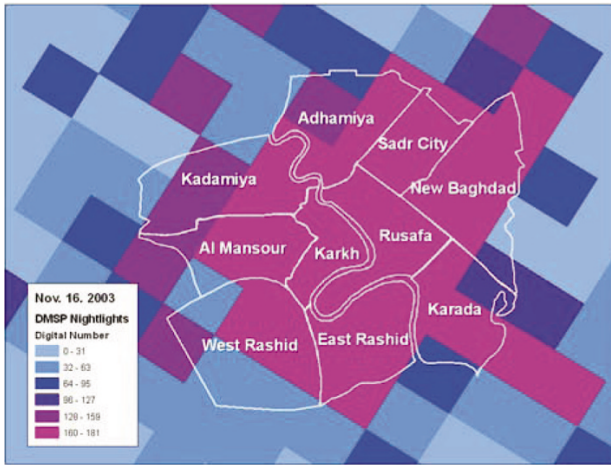 Adhamiya
Sadr City
Kadamiya
New Baghdad
Rusafa
Al Mansour
Karkh
Karada
West Rashid
East Rashid
Nov. 16. 2003
DMSP Nightlights
Digital Number
0 - 31
32 - 63
64 - 95
96 - 127
128 - 159
160 - 181